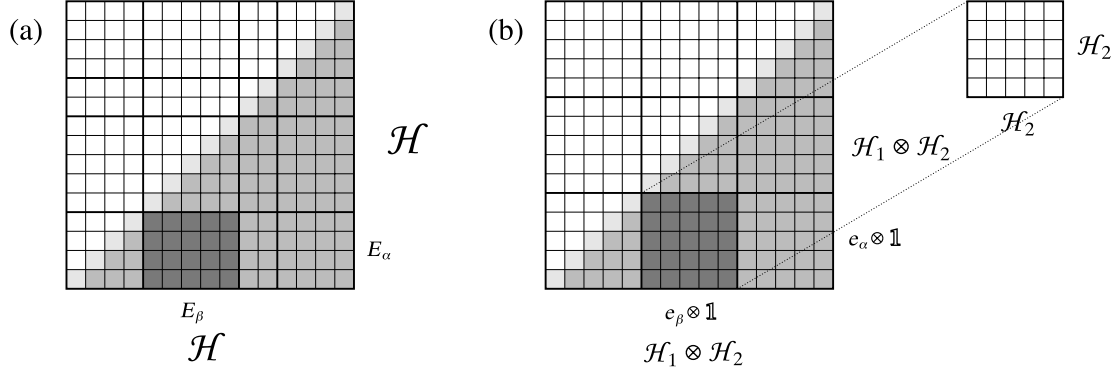 (a)
ℋ
E_α
E_β
ℋ
(b)
ℋ₂
ℋ₂
ℋ₁ ⊗ ℋ₂
e_α ⊗ 𝟙
e_β ⊗ 𝟙
ℋ₁ ⊗ ℋ₂